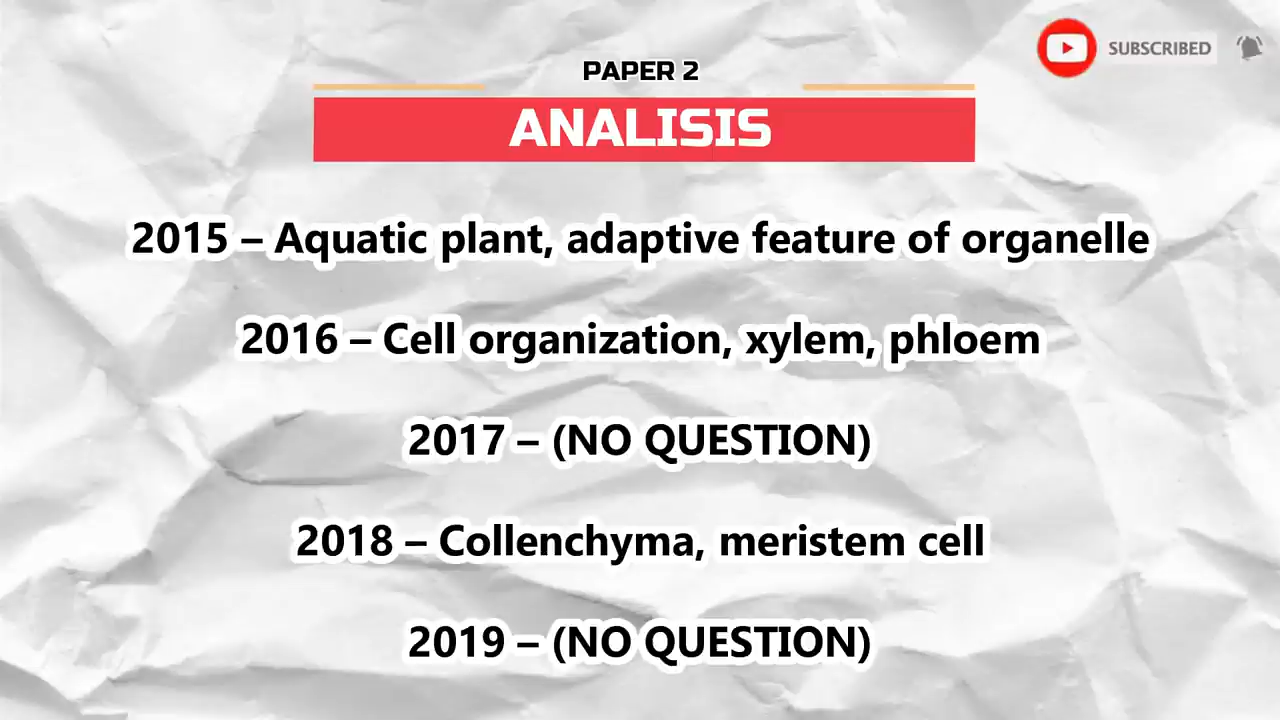 SUBSCRIBED
PAPER 2
ANALISIS
2015 – Aquatic plant, adaptive feature of organelle
2016 – Cell organization, xylem, phloem
2017 – (NO QUESTION)
2018 – Collenchyma, meristem cell
2019 – (NO QUESTION)